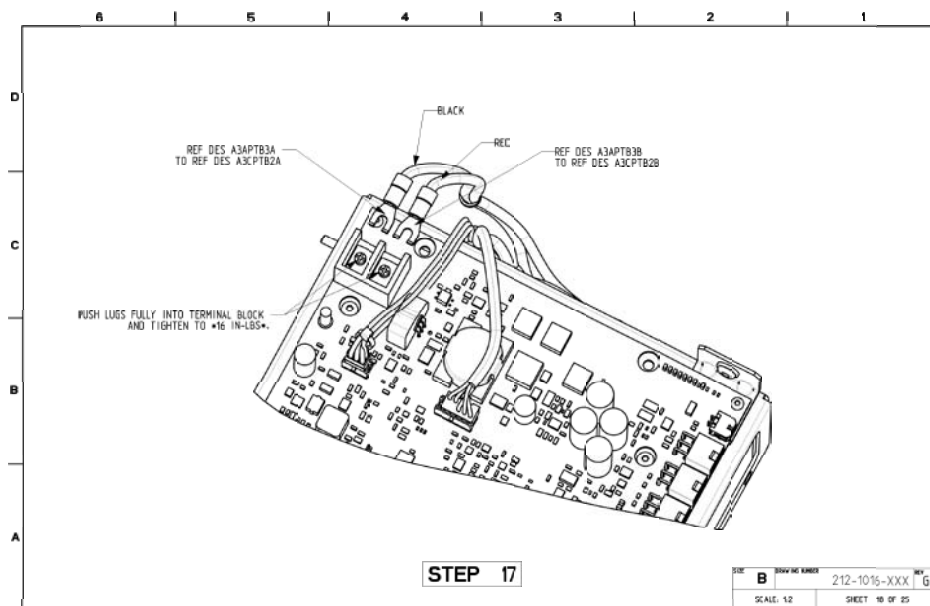 6 5 4 3 2 1
D
BLACK
REC
REF DES A3APTB3A
TO REF DES A3CPTB2A
REF DES A3APTB3B
TO REF DES A3CPTB2B
C
PUSH LUGS FULLY INTO TERMINAL BLOCK
AND TIGHTEN TO *16 IN-LBS*.
B
A
STEP 17
SIZE
B
DRAWING NUMBER
212-1016-XXX
REV
G
SCALE: 1:2
SHEET 18 OF 25